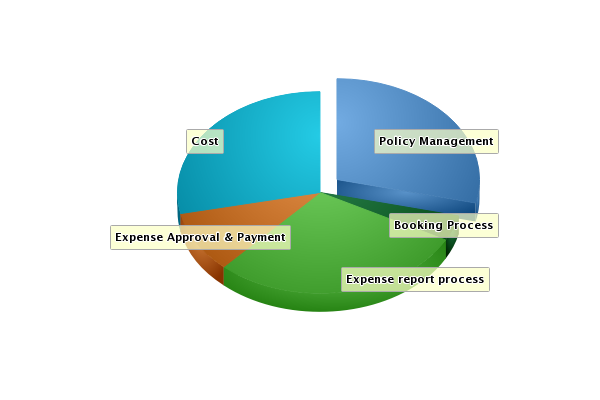 Cost
Policy Management
Booking Process
Expense Approval & Payment
Expense report process